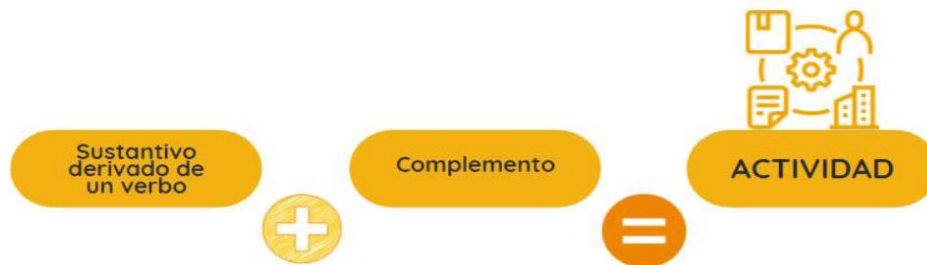 Sustantivo
derivado de
un verbo
Complemento
ACTIVIDAD